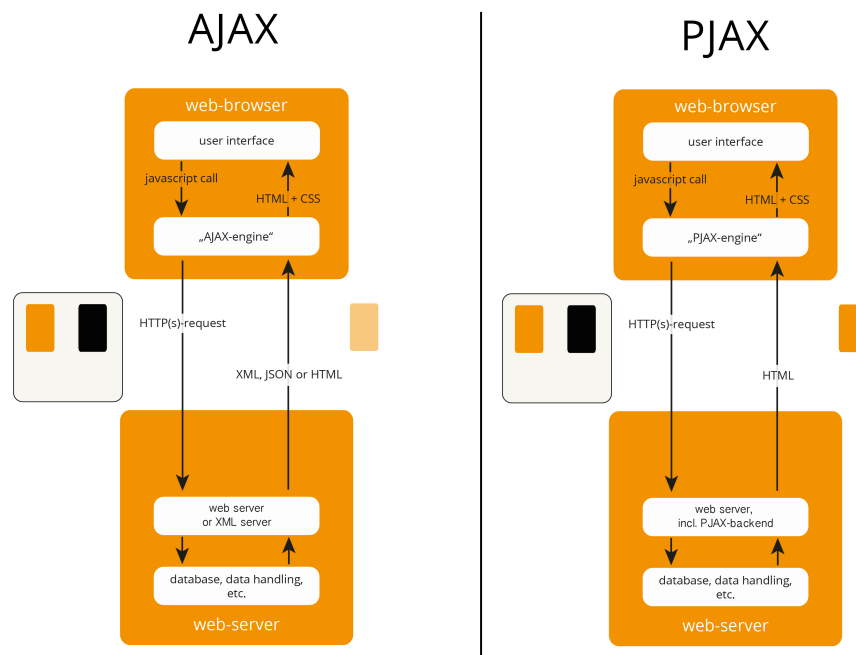 AJAX
web-browser
user interface
javascript call
HTML + CSS
„AJAX-engine“
HTTP(s)-request
XML, JSON or HTML
web server
or XML server
database, data handling,
etc.
web-server
PJAX
web-browser
user interface
javascript call
HTML + CSS
„PJAX-engine“
HTTP(s)-request
HTML
web server,
incl. PJAX-backend
database, data handling,
etc.
web-server